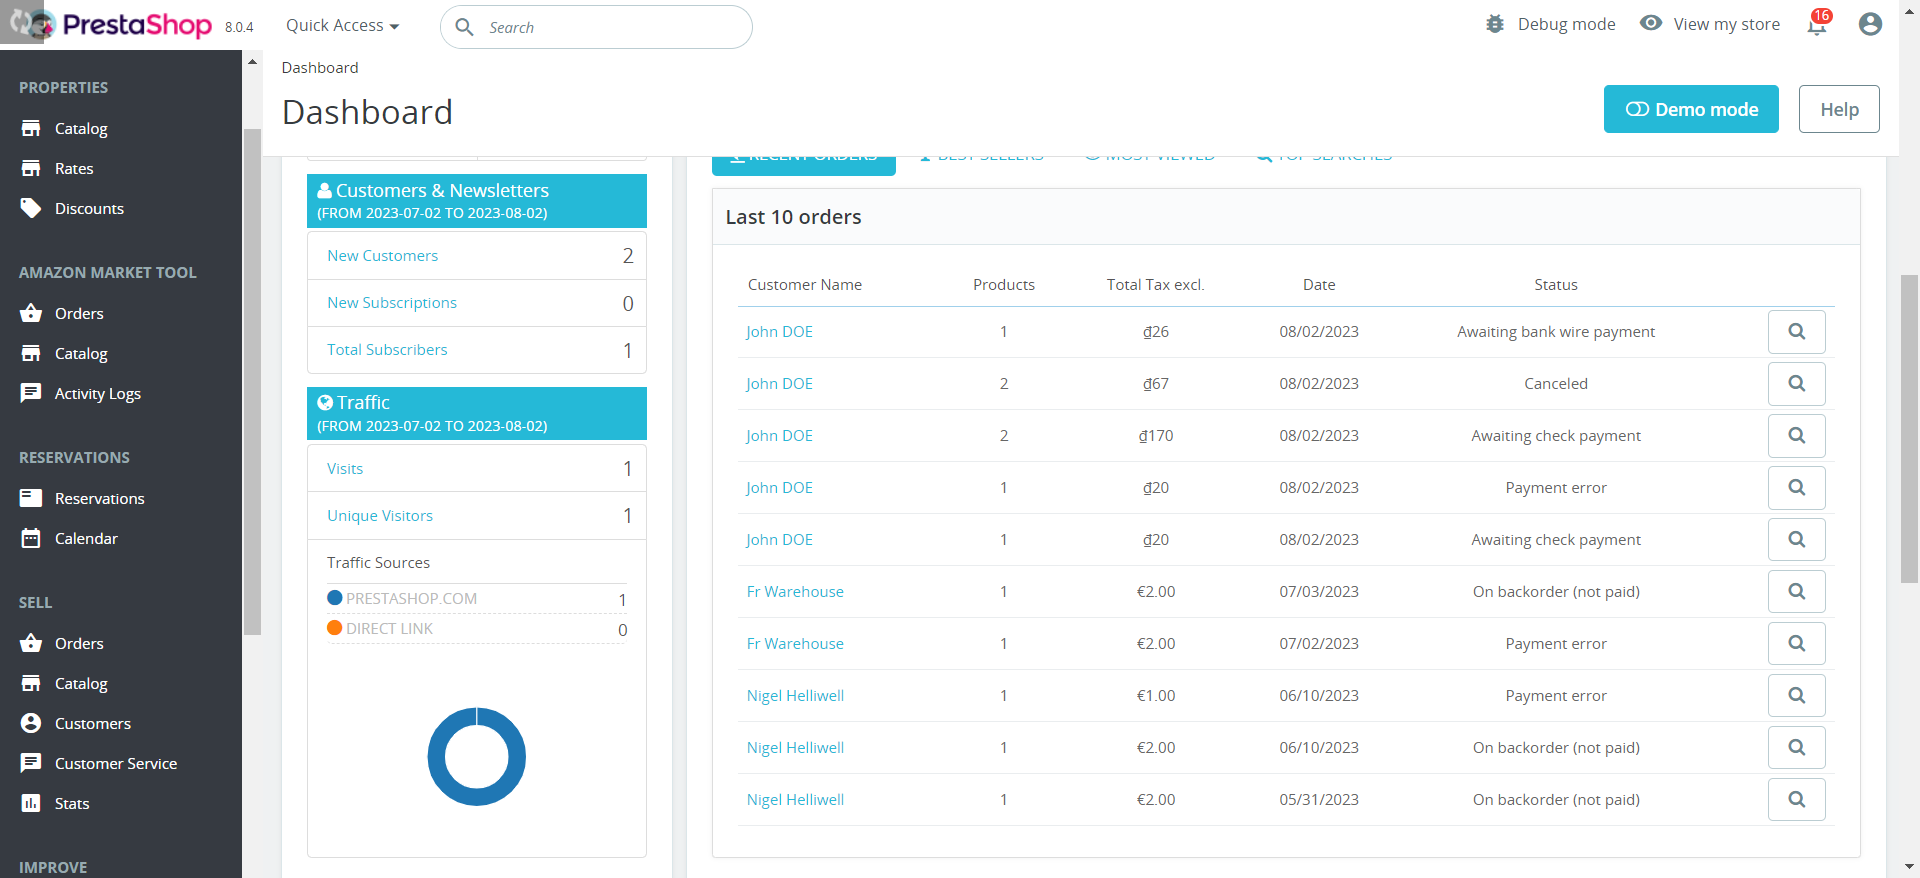 PrestaShop 8.0.4 Quick Access Search Debug mode View my store 16
PROPERTIES
Catalog
Rates
Discounts
AMAZON MARKET TOOL
Orders
Catalog
Activity Logs
RESERVATIONS
Reservations
Calendar
SELL
Orders
Catalog
Customers
Customer Service
Stats
IMPROVE
Dashboard
Dashboard
Demo mode Help
Customers & Newsletters
(FROM 2023-07-02 TO 2023-08-02)
New Customers 2
New Subscriptions 0
Total Subscribers 1
Traffic
(FROM 2023-07-02 TO 2023-08-02)
Visits 1
Unique Visitors 1
Traffic Sources
PRESTASHOP.COM 1
DIRECT LINK 0
RECENT ORDERS BEST SELLERS MOST VIEWED TOP SEARCHES
Last 10 orders
Customer Name Products Total Tax excl. Date Status
John DOE 1 ₫26 08/02/2023 Awaiting bank wire payment
John DOE 2 ₫67 08/02/2023 Canceled
John DOE 2 ₫170 08/02/2023 Awaiting check payment
John DOE 1 ₫20 08/02/2023 Payment error
John DOE 1 ₫20 08/02/2023 Awaiting check payment
Fr Warehouse 1 €2.00 07/03/2023 On backorder (not paid)
Fr Warehouse 1 €2.00 07/02/2023 Payment error
Nigel Helliwell 1 €1.00 06/10/2023 Payment error
Nigel Helliwell 1 €2.00 06/10/2023 On backorder (not paid)
Nigel Helliwell 1 €2.00 05/31/2023 On backorder (not paid)